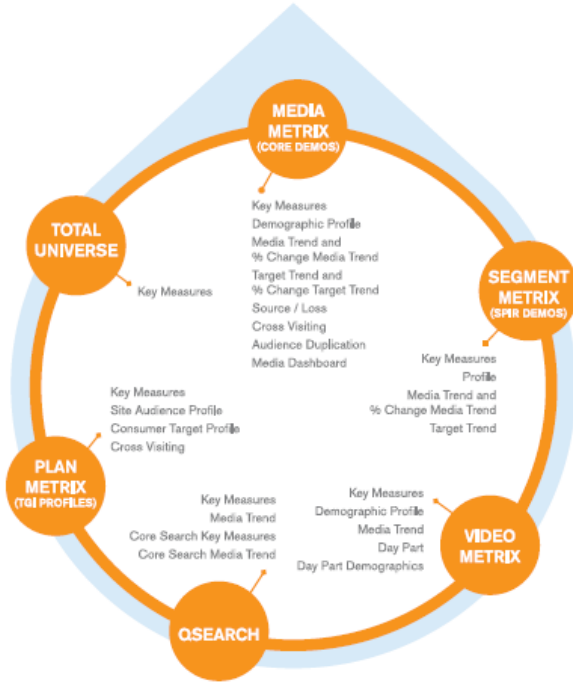 MEDIA
METRIX
(CORE DEMOS)
Key Measures
Demographic Profile
Media Trend and
% Change Media Trend
Target Trend and
% Change Target Trend
Source / Loss
Cross Visiting
Audience Duplication
Media Dashboard
SEGMENT
METRIX
(SPIR DEMOS)
Key Measures
Profile
Media Trend and
% Change Media Trend
Target Trend
VIDEO
METRIX
Key Measures
Demographic Profile
Media Trend
Day Part
Day Part Demographics
QSEARCH
Key Measures
Media Trend
Core Search Key Measures
Core Search Media Trend
PLAN
METRIX
(TGI PROFILES)
Key Measures
Site Audience Profile
Consumer Target Profile
Cross Visiting
TOTAL
UNIVERSE
Key Measures